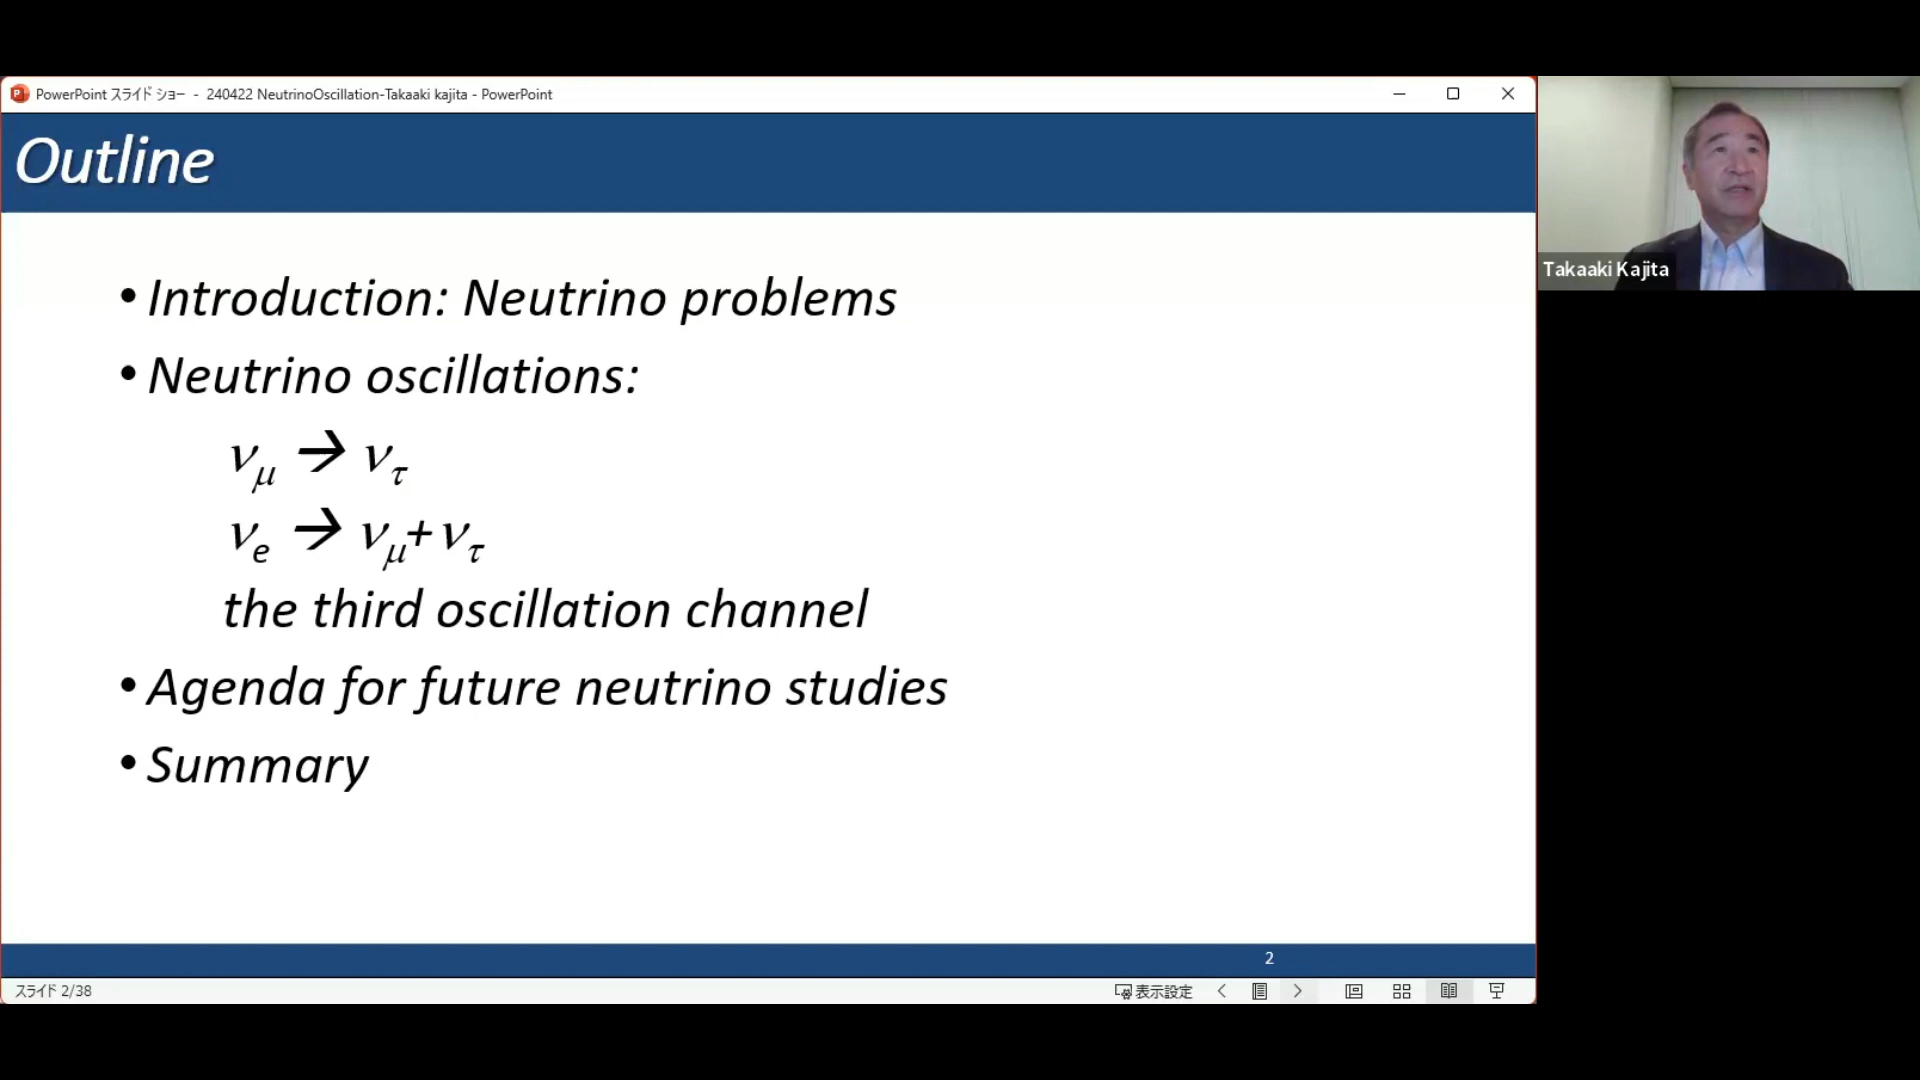 PowerPoint スライド ショー - 240422 NeutrinoOscillation-Takaaki kajita - PowerPoint
Outline
• Introduction: Neutrino problems
• Neutrino oscillations:
νμ → ντ
νe → νμ+ντ
the third oscillation channel
• Agenda for future neutrino studies
• Summary
2
スライド 2/38
表示設定
Takaaki Kajita